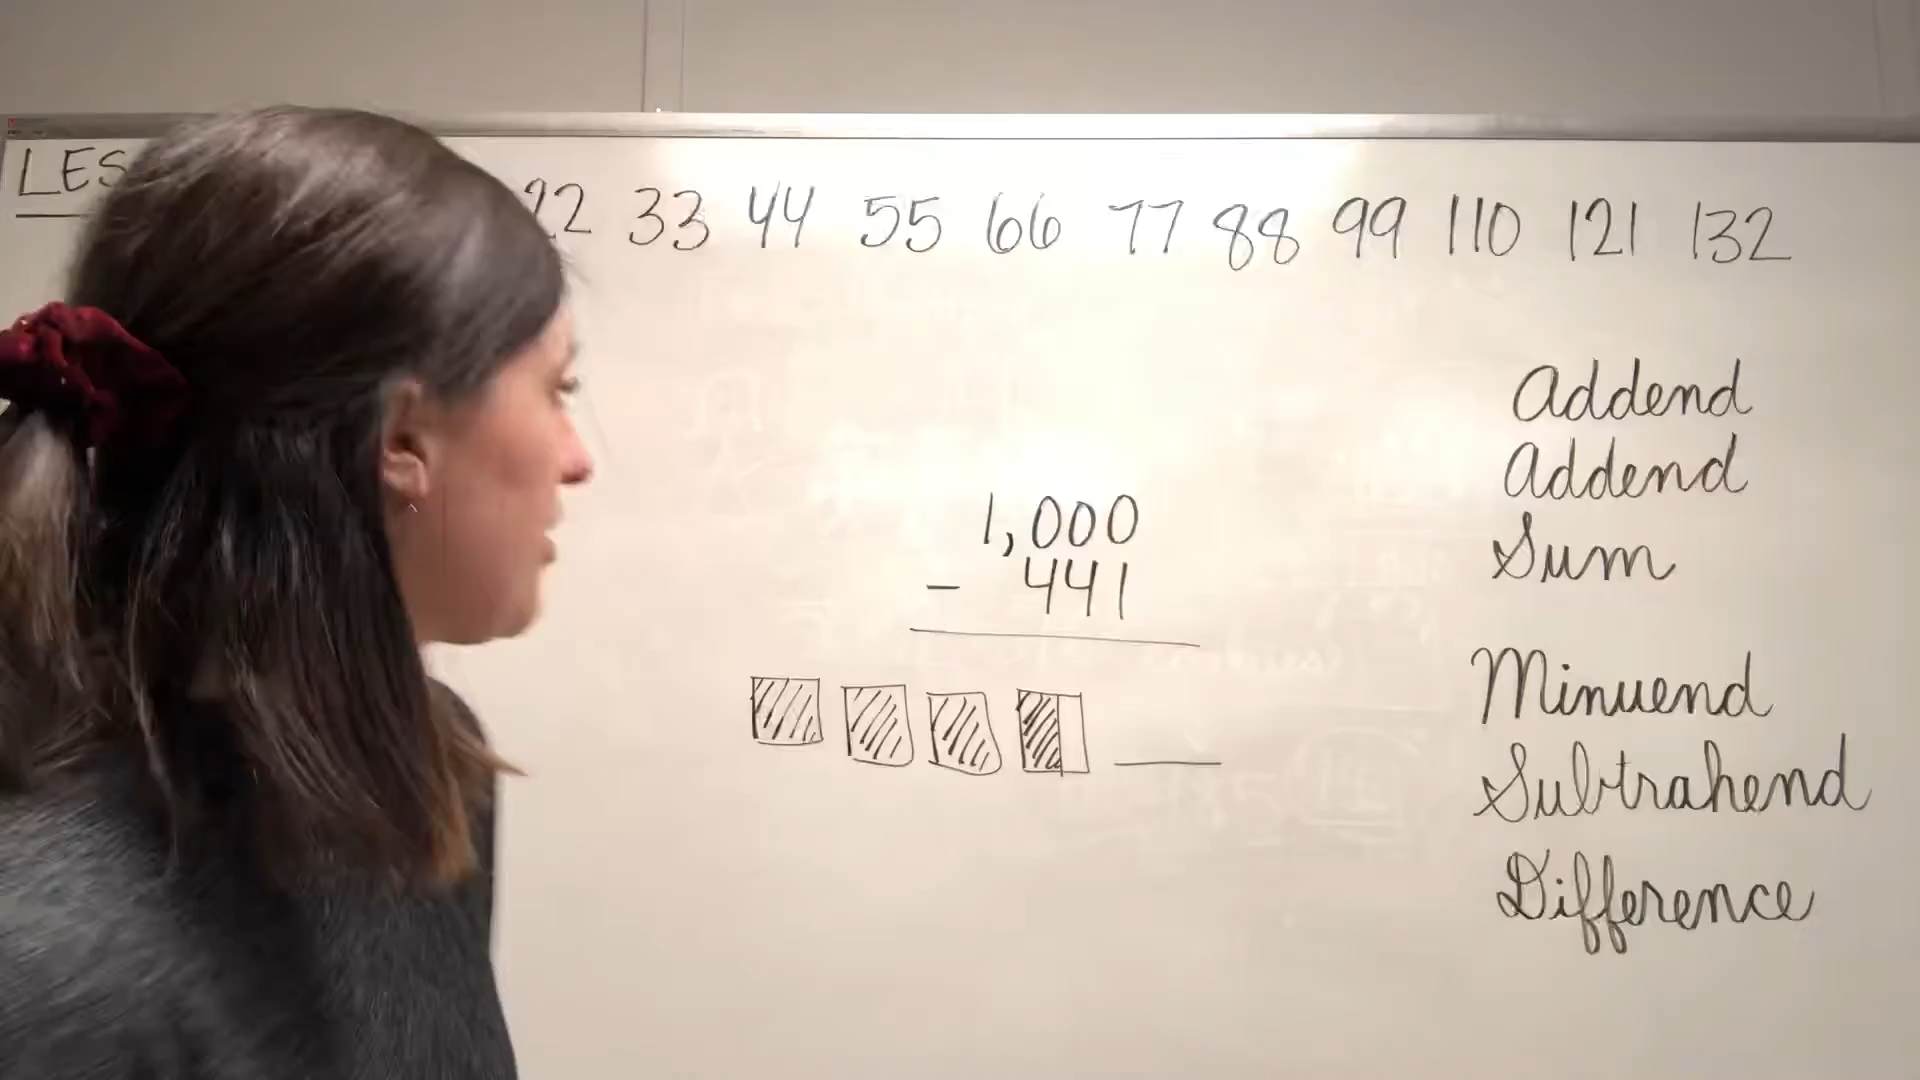 LES
22 33 44 55 66 77 88 99 110 121 132
Addend
Addend
Sum
1,000
- 441
Minuend
Subtrahend
Difference